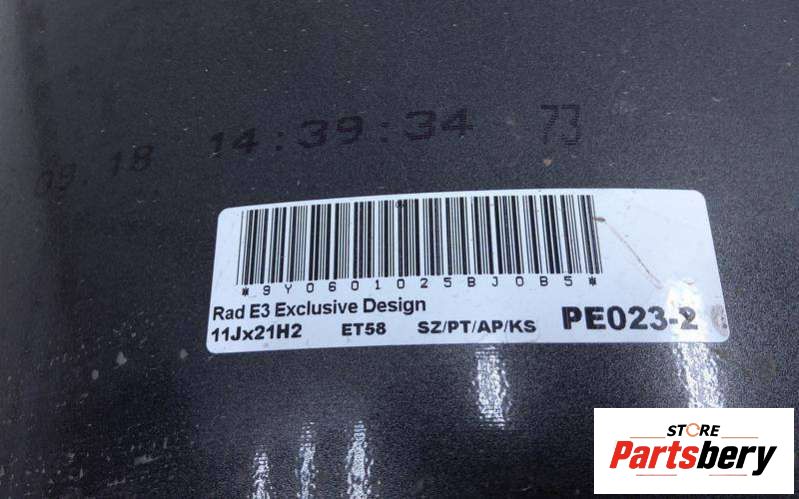 09.18 14:39:34 73
*9Y0601025BJ0B5*
Rad E3 Exclusive Design
11Jx21H2 ET58 SZ/PT/AP/KS PE023-2
STORE
Partsbery